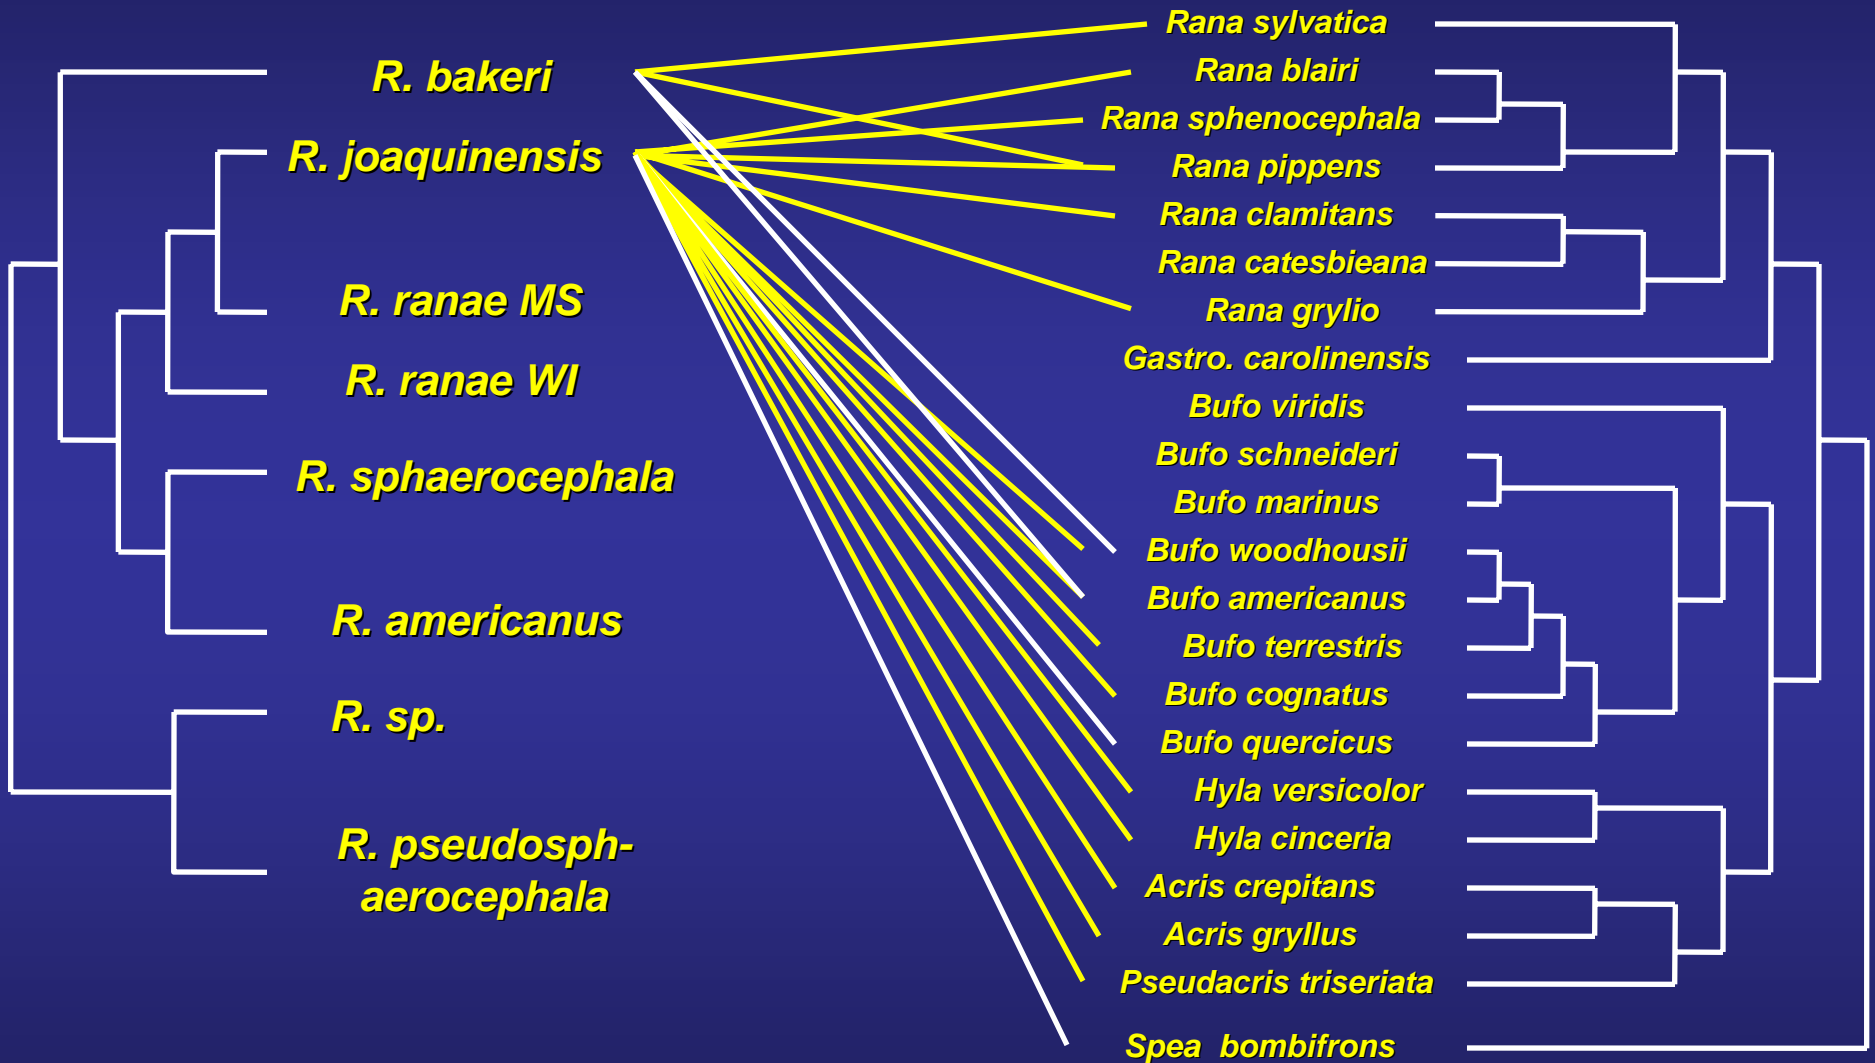 R. bakeri
R. joaquinensis
R. ranae MS
R. ranae WI
R. sphaerocephala
R. americanus
R. sp.
R. pseudosph-
aerocephala
Rana sylvatica
Rana blairi
Rana sphenocephala
Rana pippens
Rana clamitans
Rana catesbieana
Rana grylio
Gastro. carolinensis
Bufo viridis
Bufo schneideri
Bufo marinus
Bufo woodhousii
Bufo americanus
Bufo terrestris
Bufo cognatus
Bufo quercicus
Hyla versicolor
Hyla cinceria
Acris crepitans
Acris gryllus
Pseudacris triseriata
Spea bombifrons